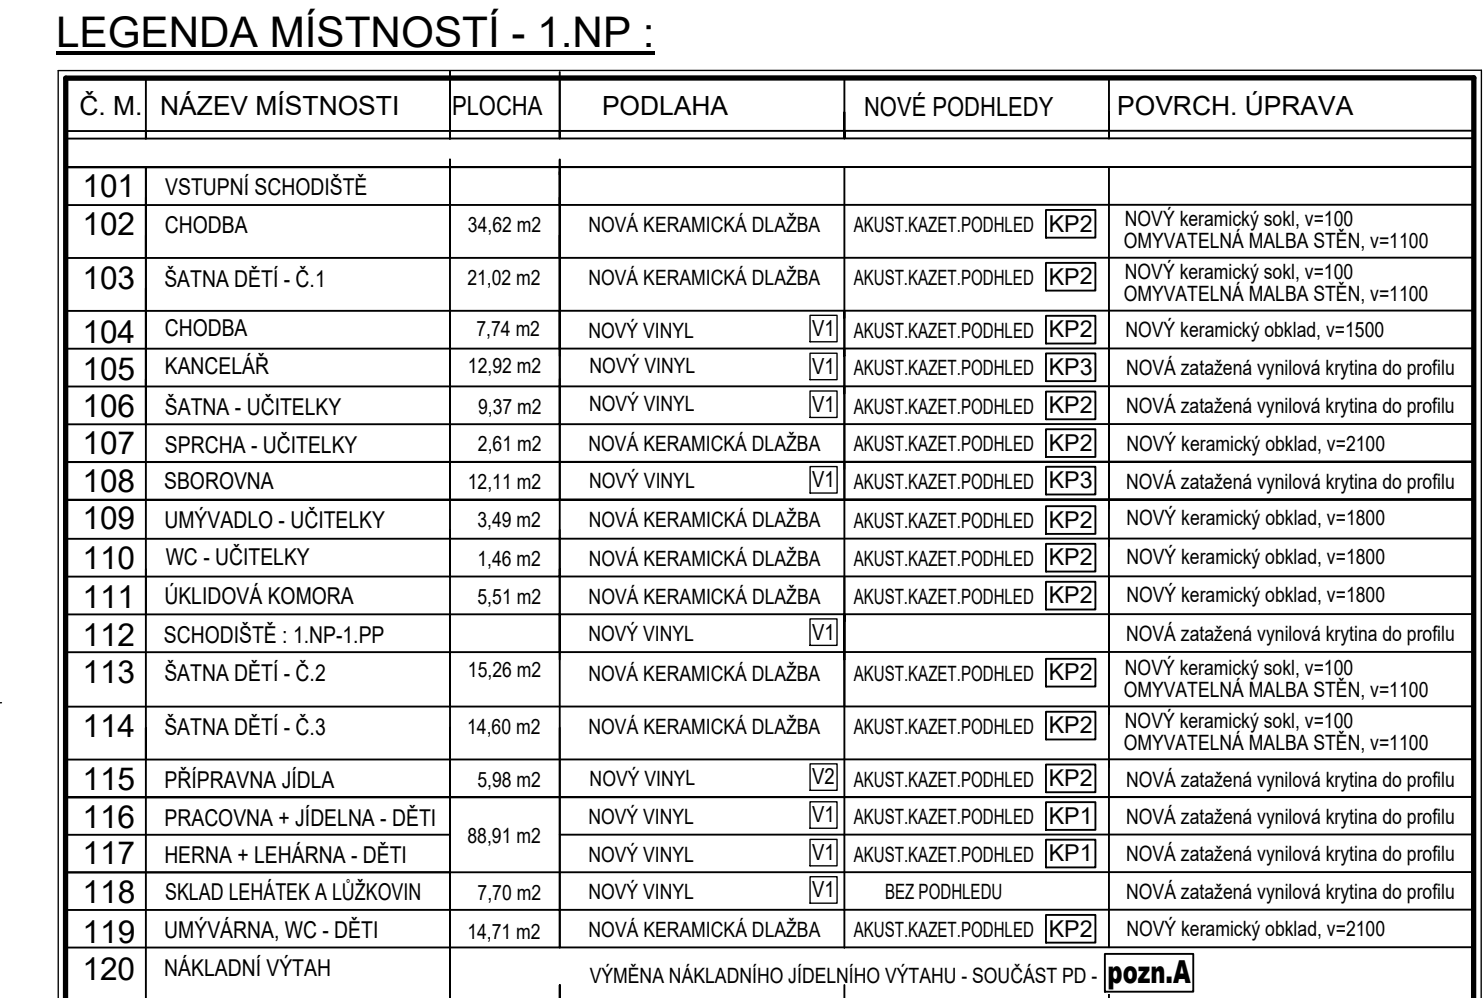 LEGENDA MÍSTNOSTÍ - 1.NP :
Č. M. NÁZEV MÍSTNOSTI PLOCHA PODLAHA NOVÉ PODHLEDY POVRCH. ÚPRAVA
101 VSTUPNÍ SCHODIŠTĚ
102 CHODBA 34,62 m2 NOVÁ KERAMICKÁ DLAŽBA AKUST.KAZET.PODHLED KP2 NOVÝ keramický sokl, v=100
OMYVATELNÁ MALBA STĚN, v=1100
103 ŠATNA DĚTÍ - Č.1 21,02 m2 NOVÁ KERAMICKÁ DLAŽBA AKUST.KAZET.PODHLED KP2 NOVÝ keramický sokl, v=100
OMYVATELNÁ MALBA STĚN, v=1100
104 CHODBA 7,74 m2 NOVÝ VINYL V1 AKUST.KAZET.PODHLED KP2 NOVÝ keramický obklad, v=1500
105 KANCELÁŘ 12,92 m2 NOVÝ VINYL V1 AKUST.KAZET.PODHLED KP3 NOVÁ zatažená vynilová krytina do profilu
106 ŠATNA - UČITELKY 9,37 m2 NOVÝ VINYL V1 AKUST.KAZET.PODHLED KP2 NOVÁ zatažená vynilová krytina do profilu
107 SPRCHA - UČITELKY 2,61 m2 NOVÁ KERAMICKÁ DLAŽBA AKUST.KAZET.PODHLED KP2 NOVÝ keramický obklad, v=2100
108 SBOROVNA 12,11 m2 NOVÝ VINYL V1 AKUST.KAZET.PODHLED KP3 NOVÁ zatažená vynilová krytina do profilu
109 UMÝVADLO - UČITELKY 3,49 m2 NOVÁ KERAMICKÁ DLAŽBA AKUST.KAZET.PODHLED KP2 NOVÝ keramický obklad, v=1800
110 WC - UČITELKY 1,46 m2 NOVÁ KERAMICKÁ DLAŽBA AKUST.KAZET.PODHLED KP2 NOVÝ keramický obklad, v=1800
111 ÚKLIDOVÁ KOMORA 5,51 m2 NOVÁ KERAMICKÁ DLAŽBA AKUST.KAZET.PODHLED KP2 NOVÝ keramický obklad, v=1800
112 SCHODIŠTĚ : 1.NP-1.PP NOVÝ VINYL V1 NOVÁ zatažená vynilová krytina do profilu
113 ŠATNA DĚTÍ - Č.2 15,26 m2 NOVÁ KERAMICKÁ DLAŽBA AKUST.KAZET.PODHLED KP2 NOVÝ keramický sokl, v=100
OMYVATELNÁ MALBA STĚN, v=1100
114 ŠATNA DĚTÍ - Č.3 14,60 m2 NOVÁ KERAMICKÁ DLAŽBA AKUST.KAZET.PODHLED KP2 NOVÝ keramický sokl, v=100
OMYVATELNÁ MALBA STĚN, v=1100
115 PŘÍPRAVNA JÍDLA 5,98 m2 NOVÝ VINYL V2 AKUST.KAZET.PODHLED KP2 NOVÁ zatažená vynilová krytina do profilu
116 PRACOVNA + JÍDELNA - DĚTI 88,91 m2 NOVÝ VINYL V1 AKUST.KAZET.PODHLED KP1 NOVÁ zatažená vynilová krytina do profilu
117 HERNA + LEHÁRNA - DĚTI NOVÝ VINYL V1 AKUST.KAZET.PODHLED KP1 NOVÁ zatažená vynilová krytina do profilu
118 SKLAD LEHÁTEK A LŮŽKOVIN 7,70 m2 NOVÝ VINYL V1 BEZ PODHLEDU NOVÁ zatažená vynilová krytina do profilu
119 UMÝVÁRNA, WC - DĚTI 14,71 m2 NOVÁ KERAMICKÁ DLAŽBA AKUST.KAZET.PODHLED KP2 NOVÝ keramický obklad, v=2100
120 NÁKLADNÍ VÝTAH VÝMĚNA NÁKLADNÍHO JÍDELNÍHO VÝTAHU - SOUČÁST PD - pozn.A